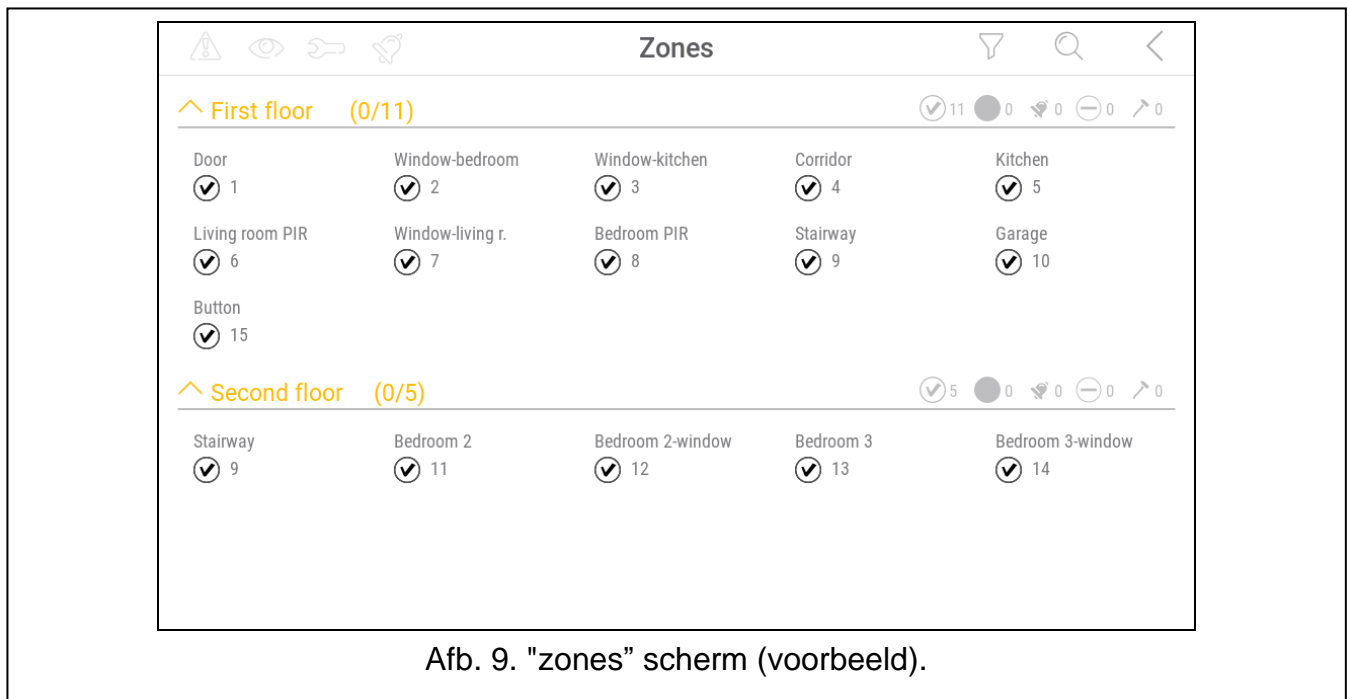 Zones
First floor (0/11) 11 0 0 0 0
Door Window-bedroom Window-kitchen Corridor Kitchen
1 2 3 4 5
Living room PIR Window-living r. Bedroom PIR Stairway Garage
6 7 8 9 10
Button
15
Second floor (0/5) 5 0 0 0 0
Stairway Bedroom 2 Bedroom 2-window Bedroom 3 Bedroom 3-window
9 11 12 13 14
Afb. 9. "zones” scherm (voorbeeld).